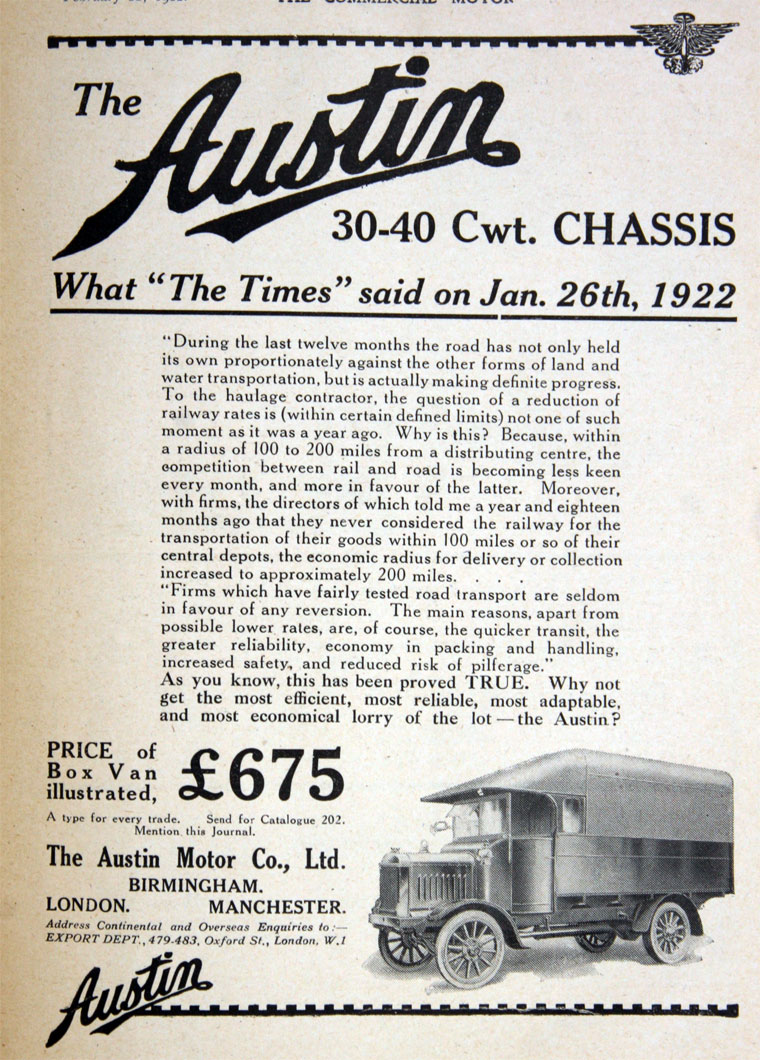 THE COMMERCIAL MOTOR
The Austin
30-40 Cwt. CHASSIS
What “The Times” said on Jan. 26th, 1922
“During the last twelve months the road has not only held
its own proportionately against the other forms of land and
water transportation, but is actually making definite progress.
To the haulage contractor, the question of a reduction of
railway rates is (within certain defined limits) not one of such
moment as it was a year ago. Why is this? Because, within
a radius of 100 to 200 miles from a distributing centre, the
competition between rail and road is becoming less keen
every month, and more in favour of the latter. Moreover,
with firms, the directors of which told me a year and eighteen
months ago that they never considered the railway for the
transportation of their goods within 100 miles or so of their
central depots, the economic radius for delivery or collection
increased to approximately 200 miles. . . .
“Firms which have fairly tested road transport are seldom
in favour of any reversion. The main reasons, apart from
possible lower rates, are, of course, the quicker transit, the
greater reliability, economy in packing and handling,
increased safety, and reduced risk of pilferage.”
As you know, this has been proved TRUE. Why not
get the most efficient, most reliable, most adaptable,
and most economical lorry of the lot — the Austin?
PRICE of
Box Van
illustrated,
£675
A type for every trade. Send for Catalogue 202.
Mention this Journal.
The Austin Motor Co., Ltd.
BIRMINGHAM.
LONDON. MANCHESTER.
Address Continental and Overseas Enquiries to:—
EXPORT DEPT., 479-483, Oxford St., London, W.1
Austin